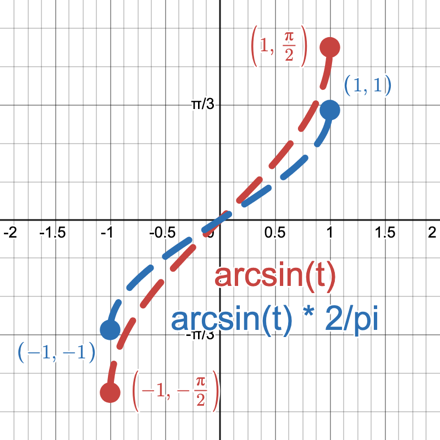 (1, π/2)
(1, 1)
π/3
-2 -1.5 -1 -0.5 0 0.5 1 1.5 2
arcsin(t)
arcsin(t) * 2/pi
-π/3
(−1, −1)
(−1, −π/2)